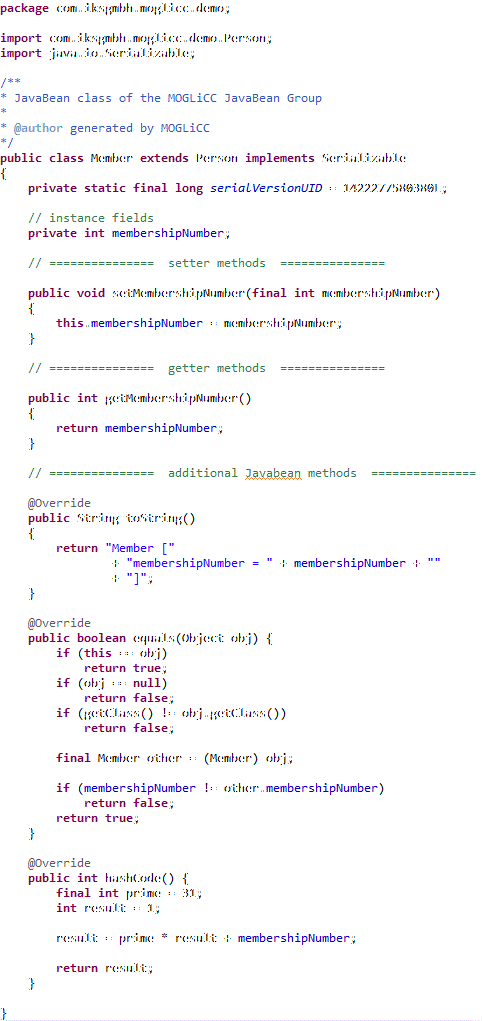 package com.iksgmbh.moglicc.demo;
import com.iksgmbh.moglicc.demo.Person;
import java.io.Serializable;
/**
* JavaBean class of the MOGLiCC JavaBean Group
*
* @author generated by MOGLiCC
*/
public class Member extends Person implements Serializable
{
private static final long serialVersionUID = 1422277580380L;
// instance fields
private int membershipNumber;
// =============== setter methods ===============
public void setMembershipNumber(final int membershipNumber)
{
this.membershipNumber = membershipNumber;
}
// =============== getter methods ===============
public int getMembershipNumber()
{
return membershipNumber;
}
// =============== additional Javabean methods ===============
@Override
public String toString()
{
return "Member ["
+ "membershipNumber = " + membershipNumber + ""
+ "]";
}
@Override
public boolean equals(Object obj) {
if (this == obj)
return true;
if (obj == null)
return false;
if (getClass() != obj.getClass())
return false;
final Member other = (Member) obj;
if (membershipNumber != other.membershipNumber)
return false;
return true;
}
@Override
public int hashCode() {
final int prime = 31;
int result = 1;
result = prime * result + membershipNumber;
return result;
}
}